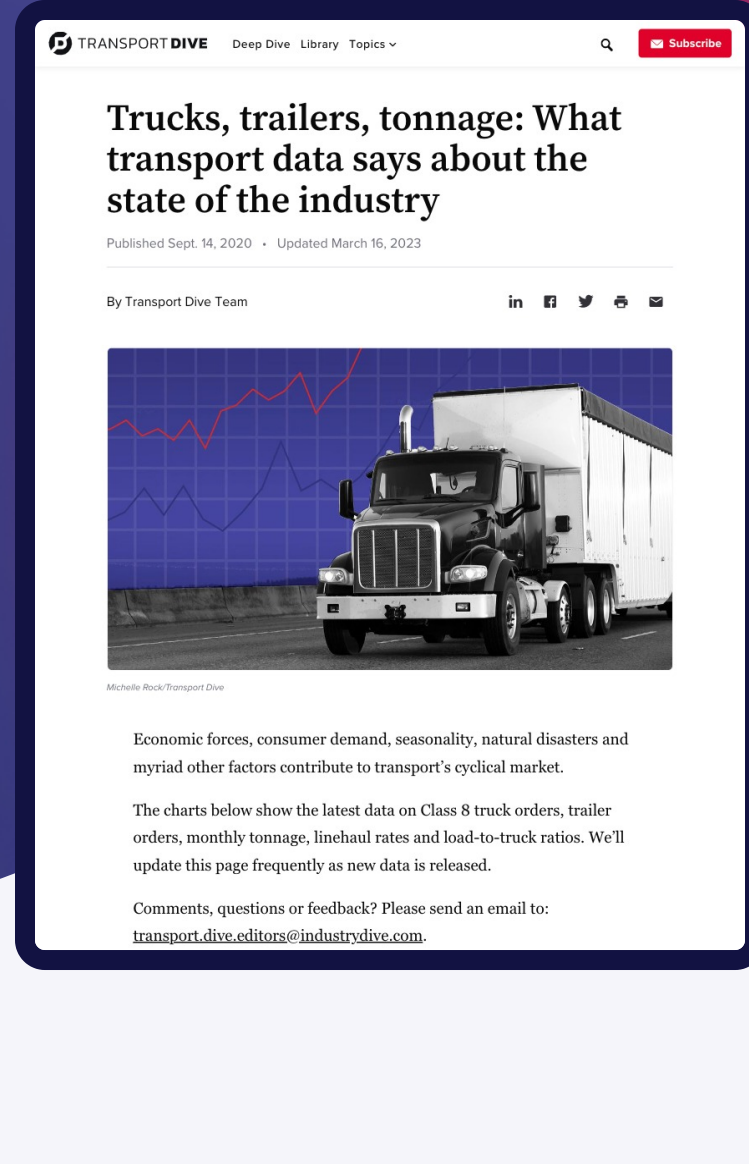 TRANSPORT DIVE
Deep Dive Library Topics
Subscribe
Trucks, trailers, tonnage: What
transport data says about the
state of the industry
Published Sept. 14, 2020 • Updated March 16, 2023
By Transport Dive Team
Michelle Rock/Transport Dive
Economic forces, consumer demand, seasonality, natural disasters and
myriad other factors contribute to transport’s cyclical market.
The charts below show the latest data on Class 8 truck orders, trailer
orders, monthly tonnage, linehaul rates and load-to-truck ratios. We’ll
update this page frequently as new data is released.
Comments, questions or feedback? Please send an email to:
transport.dive.editors@industrydive.com.